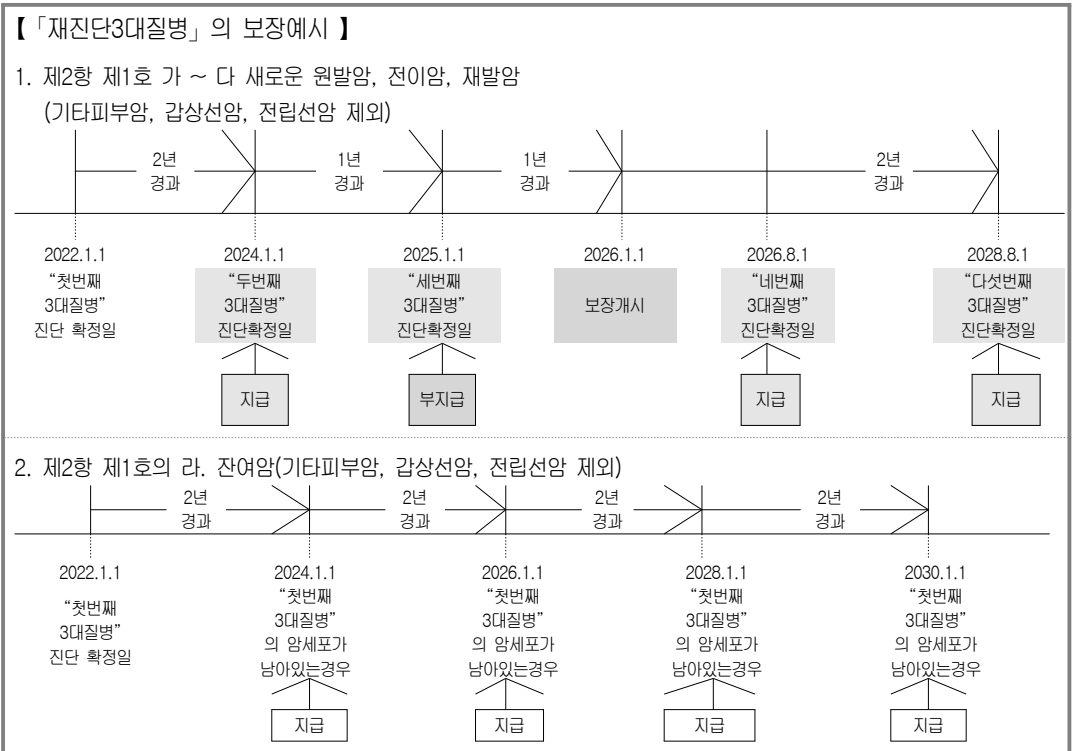 【「재진단3대질병」의 보장예시 】
1. 제2항 제1호 가 ~ 다 새로운 원발암, 전이암, 재발암
(기타피부암, 갑상선암, 전립선암 제외)
2년 1년 1년 2년
경과 경과 경과 경과
2022.1.1 2024.1.1 2025.1.1 2026.1.1 2026.8.1 2028.8.1
“첫번째 “두번째 “세번째 “네번째 “다섯번째
3대질병” 3대질병” 3대질병” 보장개시 3대질병” 3대질병”
진단 확정일 진단확정일 진단확정일 진단확정일 진단확정일
지급 부지급 지급 지급
2. 제2항 제1호의 라. 잔여암(기타피부암, 갑상선암, 전립선암 제외)
2년 2년 2년 2년
경과 경과 경과 경과
2022.1.1 2024.1.1 2026.1.1 2028.1.1 2030.1.1
“첫번째 “첫번째 “첫번째 “첫번째 “첫번째
3대질병” 3대질병” 3대질병” 3대질병” 3대질병”
진단 확정일 의 암세포가 의 암세포가 의 암세포가 의 암세포가
남아있는경우 남아있는경우 남아있는경우 남아있는경우
지급 지급 지급 지급